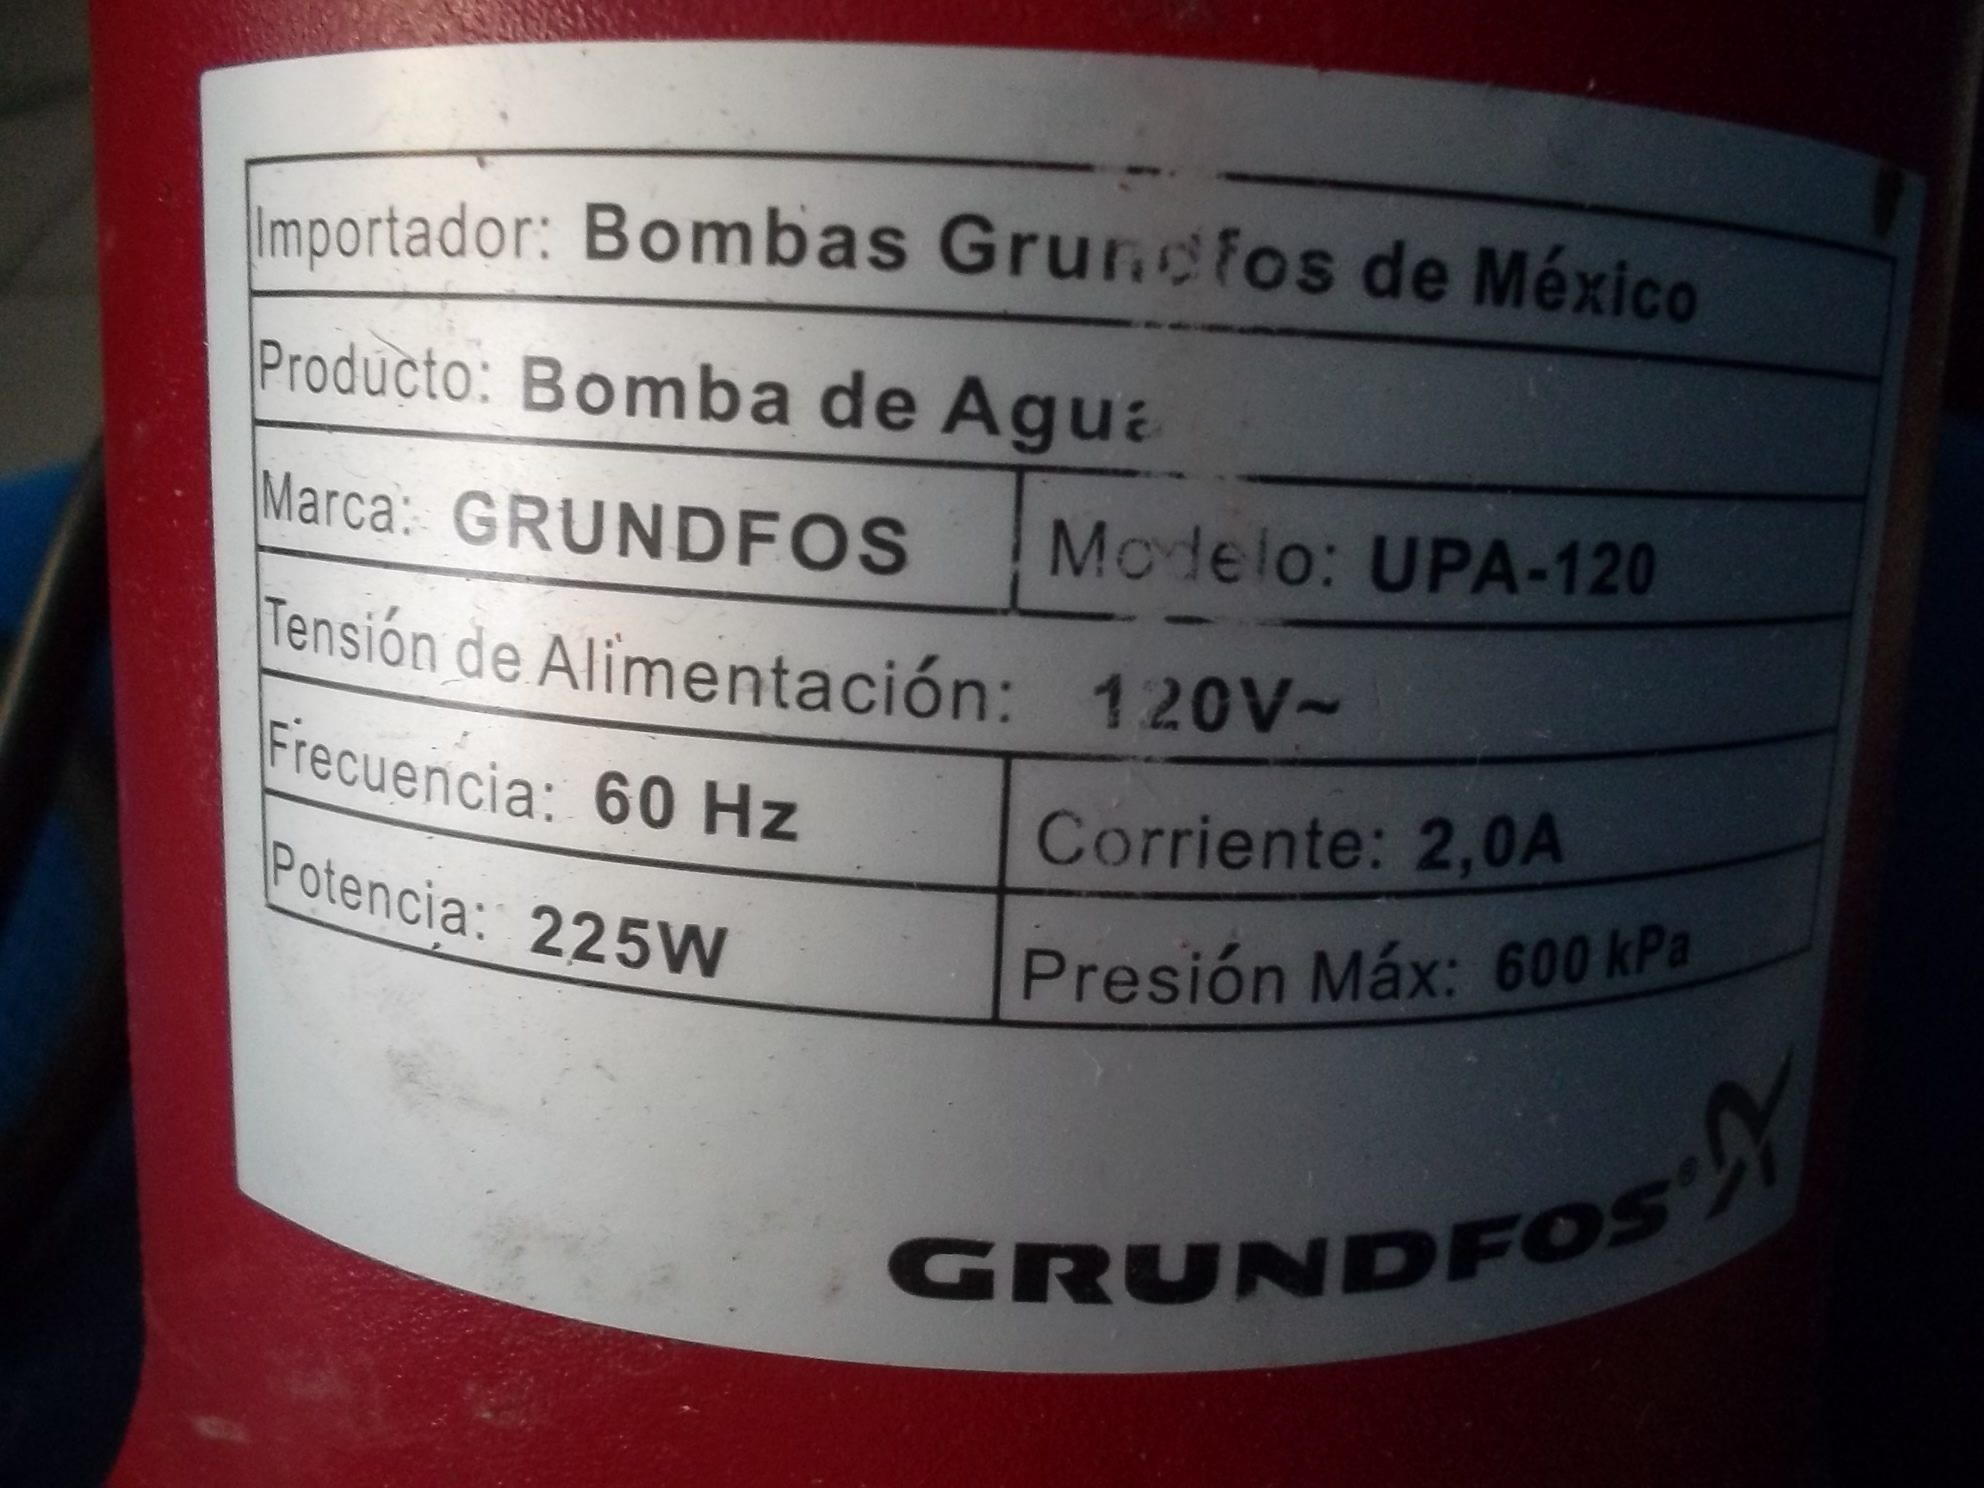 Importador: Bombas Grundfos de México
Producto: Bomba de Agua
Marca: GRUNDFOS Modelo: UPA-120
Tensión de Alimentación: 120V~
Frecuencia: 60 Hz Corriente: 2,0A
Potencia: 225W Presión Máx: 600 kPa
GRUNDFOS®